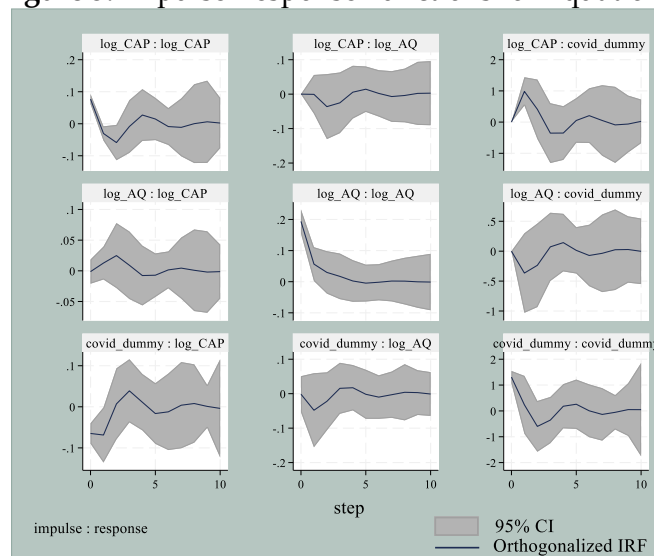 log_CAP : log_CAP log_CAP : log_AQ log_CAP : covid_dummy
.2 .1 2
.1 0 1
0 -.1 0
-.1 -.2 -1
log_AQ : log_CAP log_AQ : log_AQ log_AQ : covid_dummy
.1 .2 .5
.05 .1 0
0 0 -.5
-.05 -.1 -1
covid_dummy : log_CAP covid_dummy : log_AQ covid_dummy : covid_dummy
.1 .1 2
0 0 1
-.1 -.1 0
-.2 -1
-2
0 5 10 0 5 10 0 5 10
step
impulse : response
95% CI
Orthogonalized IRF